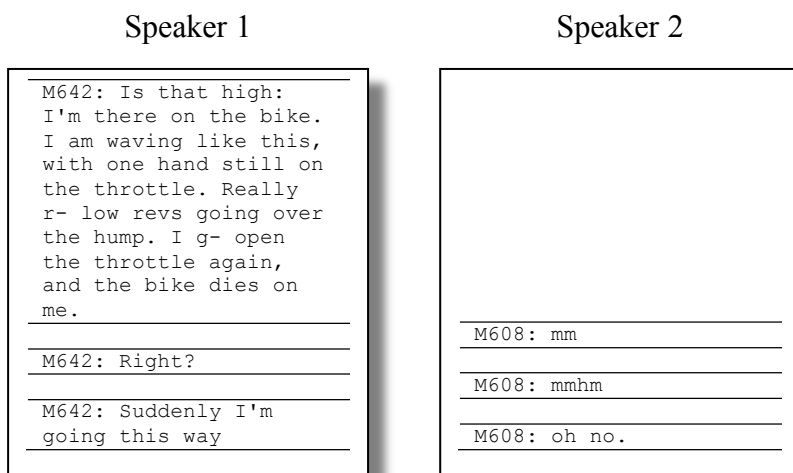 Speaker 1
M642: Is that high:
I'm there on the bike.
I am waving like this,
with one hand still on
the throttle. Really
r- low revs going over
the hump. I g- open
the throttle again,
and the bike dies on
me.
M642: Right?
M642: Suddenly I'm
going this way
Speaker 2
M608: mm
M608: mmhm
M608: oh no.